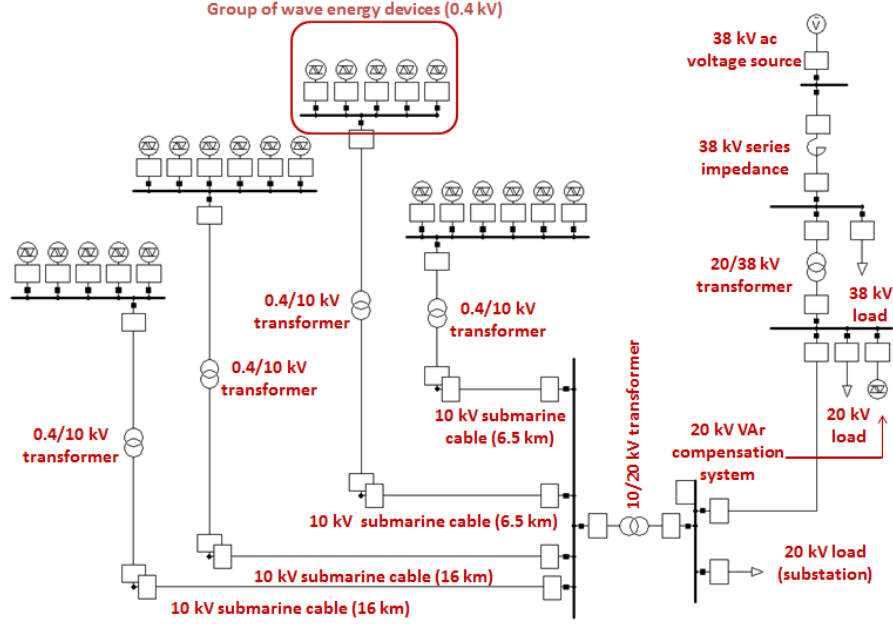 Group of wave energy devices (0.4 kV)
V
38 kV ac
voltage source
38 kV series
impedance
20/38 kV
transformer
38 kV
load
0.4/10 kV
transformer
0.4/10 kV
transformer
0.4/10 kV
transformer
0.4/10 kV
transformer
10/20 kV transformer
20 kV
load
10 kV submarine
cable (6.5 km)
20 kV VAr
compensation
system
10 kV submarine cable (6.5 km)
20 kV load
(substation)
10 kV submarine cable (16 km)
10 kV submarine cable (16 km)